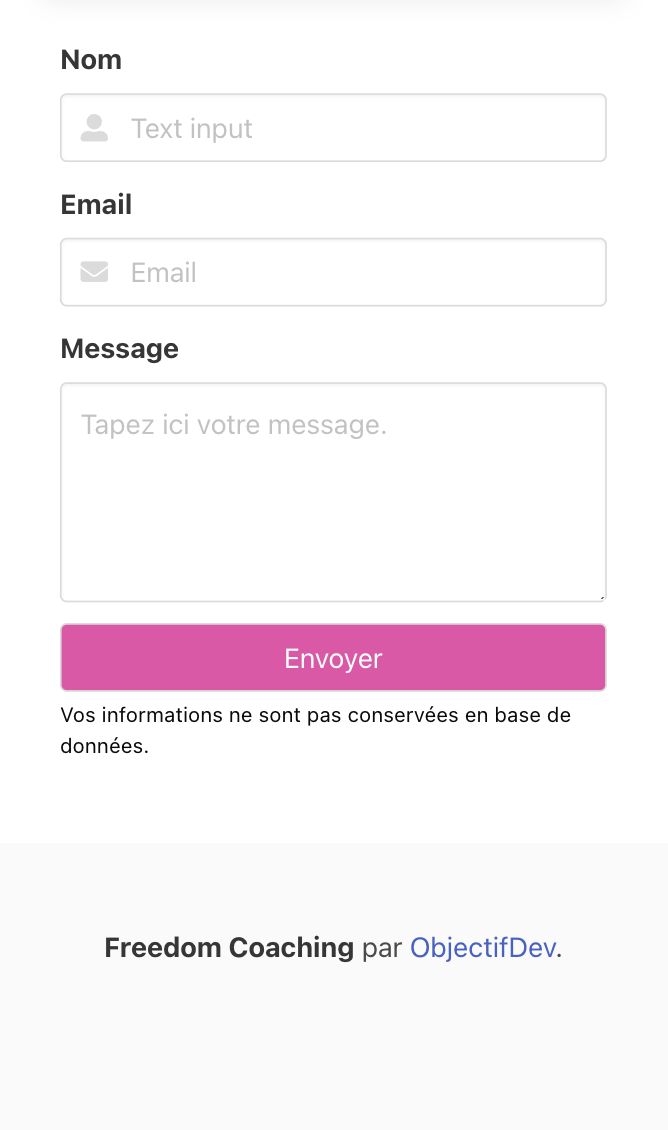 Nom
Text input
Email
Email
Message
Tapez ici votre message.
Envoyer
Vos informations ne sont pas conservées en base de
données.
Freedom Coaching par ObjectifDev.